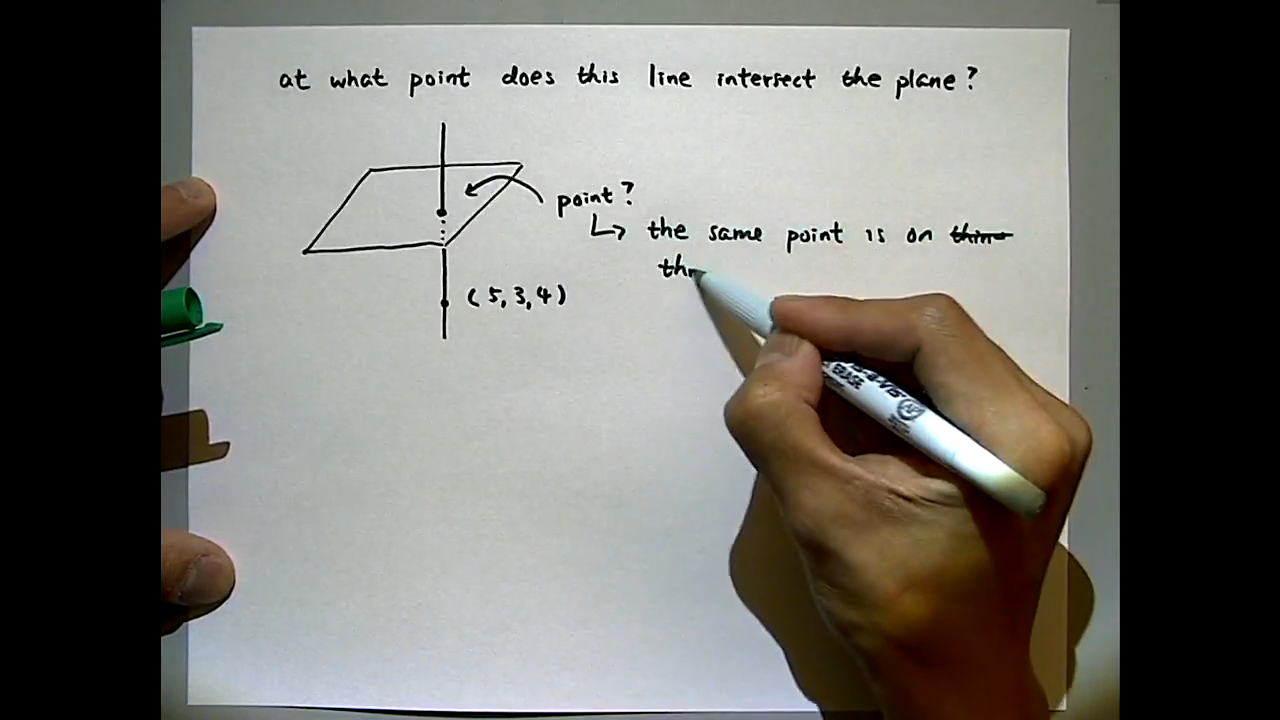 at what point does this line intersect the plane?
point?
the same point is on
(5,3,4)